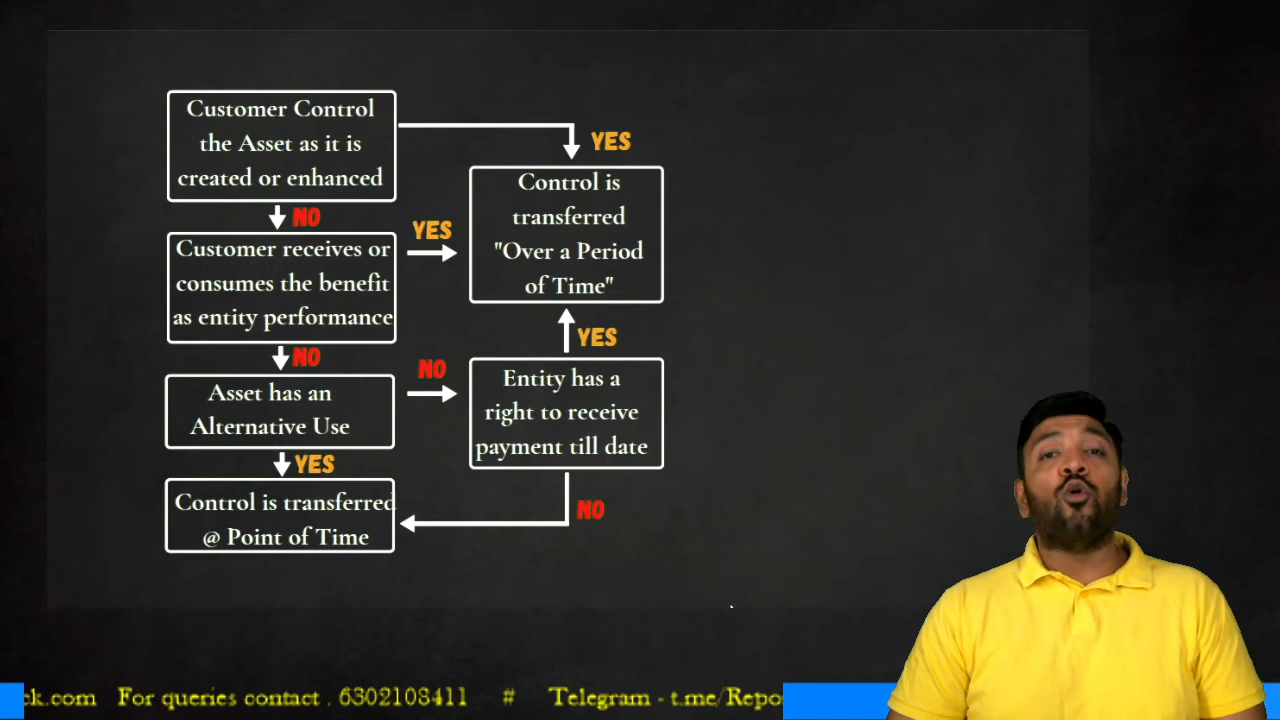 Customer Control
the Asset as it is
created or enhanced
YES
NO
Customer receives or
consumes the benefit
as entity performance
YES
Control is
transferred
"Over a Period
of Time"
NO
Asset has an
Alternative Use
NO
YES
Entity has a
right to receive
payment till date
YES
Control is transferred
@ Point of Time
NO
ck.com For queries contact . 6302108411 # Telegram - t.me/Repo